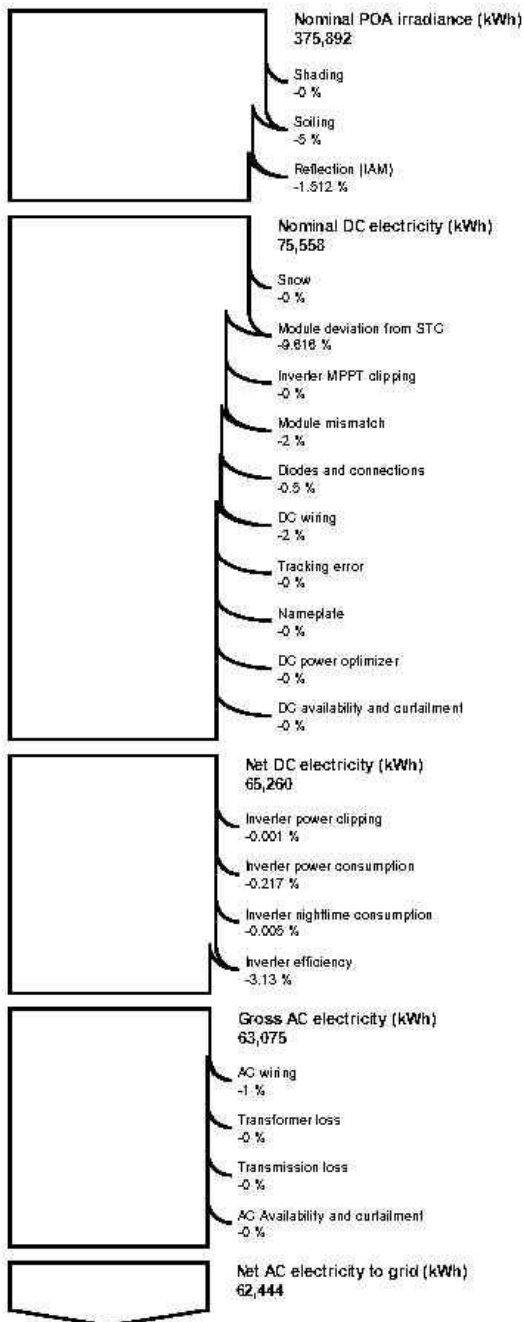 Nominal POA irradiance (kWh)
375,892
Shading
-0 %
Soiling
-5 %
Reflection (IAM)
-1.512 %
Nominal DC electricity (kWh)
75,558
Snow
-0 %
Module deviation from STC
-9.616 %
Inverter MPPT clipping
-0 %
Module mismatch
-2 %
Diodes and connections
-0.5 %
DC wiring
-2 %
Tracking error
-0 %
Nameplate
-0 %
DC power optimizer
-0 %
DC availability and curtailment
-0 %
Net DC electricity (kWh)
65,260
Inverter power clipping
-0.001 %
Inverter power consumption
-0.217 %
Inverter nighttime consumption
-0.005 %
Inverter efficiency
-3.13 %
Gross AC electricity (kWh)
63,075
AC wiring
-1 %
Transformer loss
-0 %
Transmission loss
-0 %
AC Availability and curtailment
-0 %
Net AC electricity to grid (kWh)
62,444